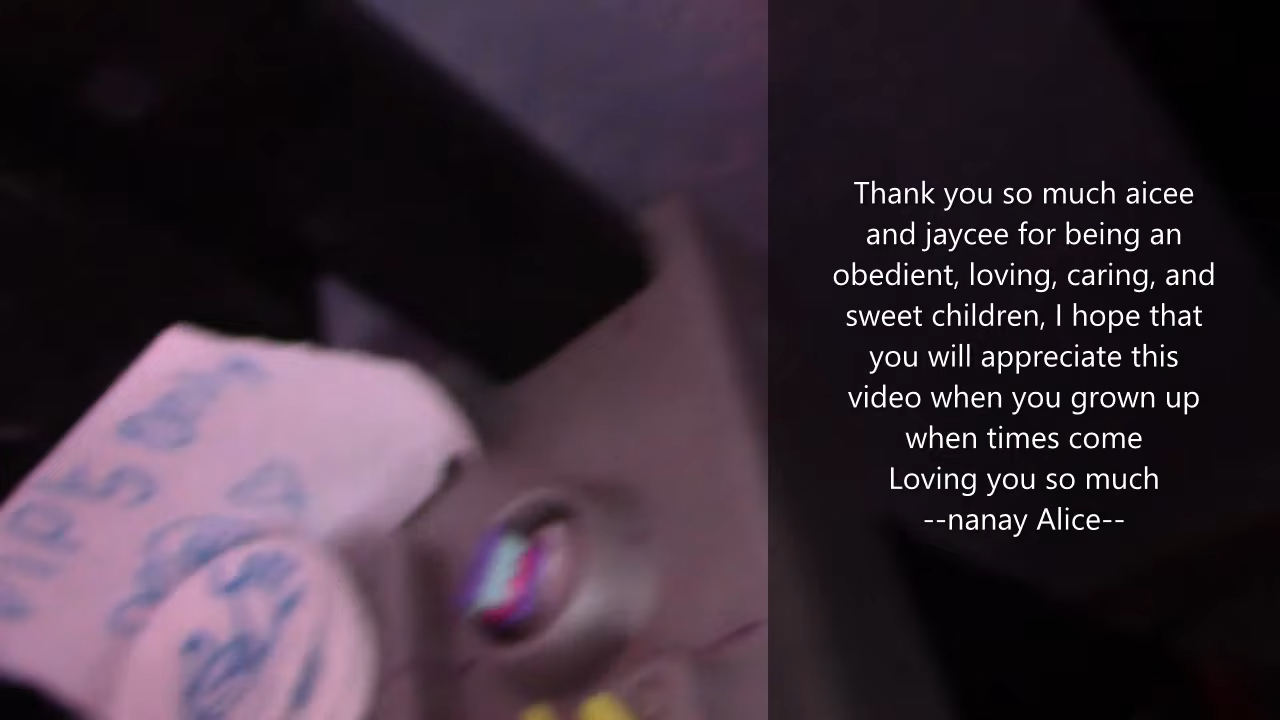 Thank you so much aicee
and jaycee for being an
obedient, loving, caring, and
sweet children, I hope that
you will appreciate this
video when you grown up
when times come
Loving you so much
--nanay Alice--